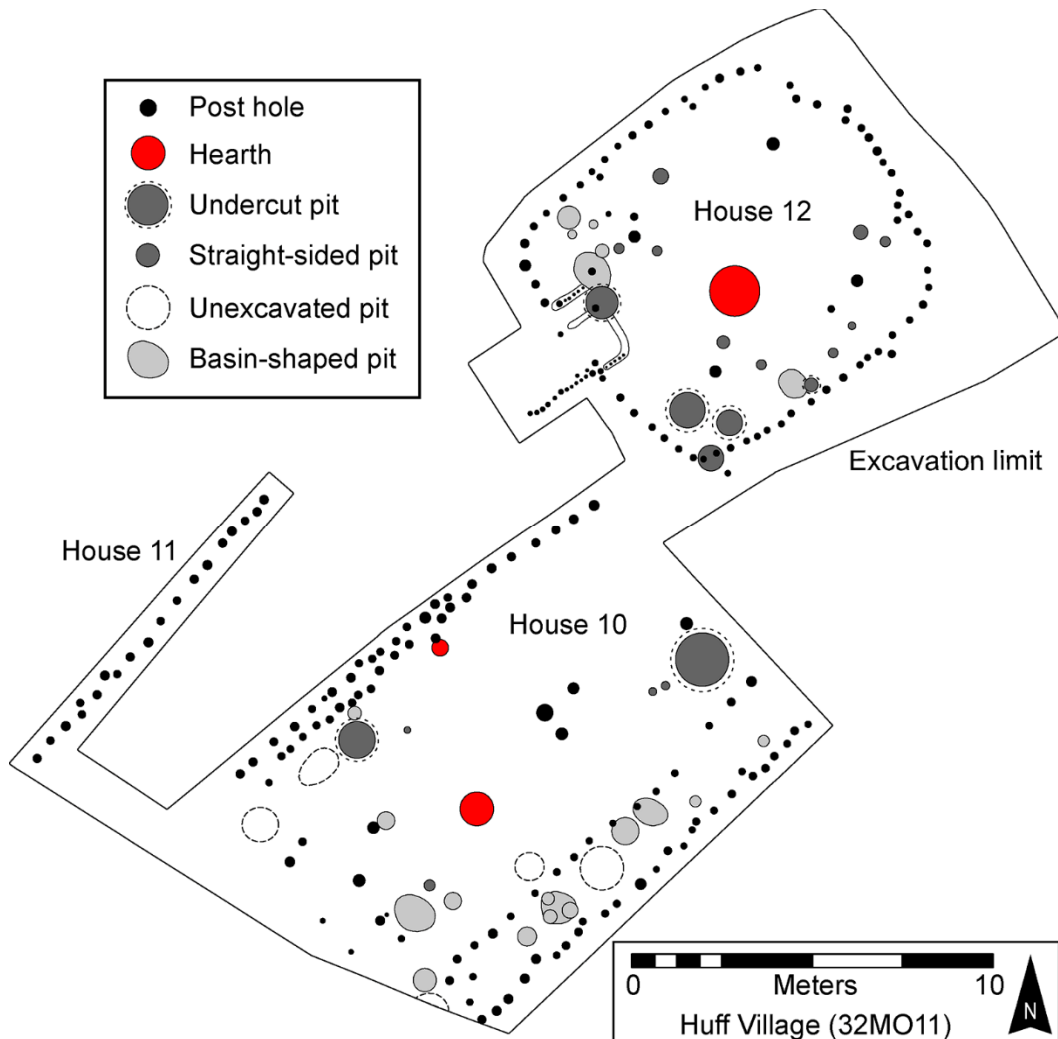 Post hole
Hearth
Undercut pit
Straight-sided pit
Unexcavated pit
Basin-shaped pit
House 12
Excavation limit
House 11
House 10
0 Meters 10
Huff Village (32MO11)
N